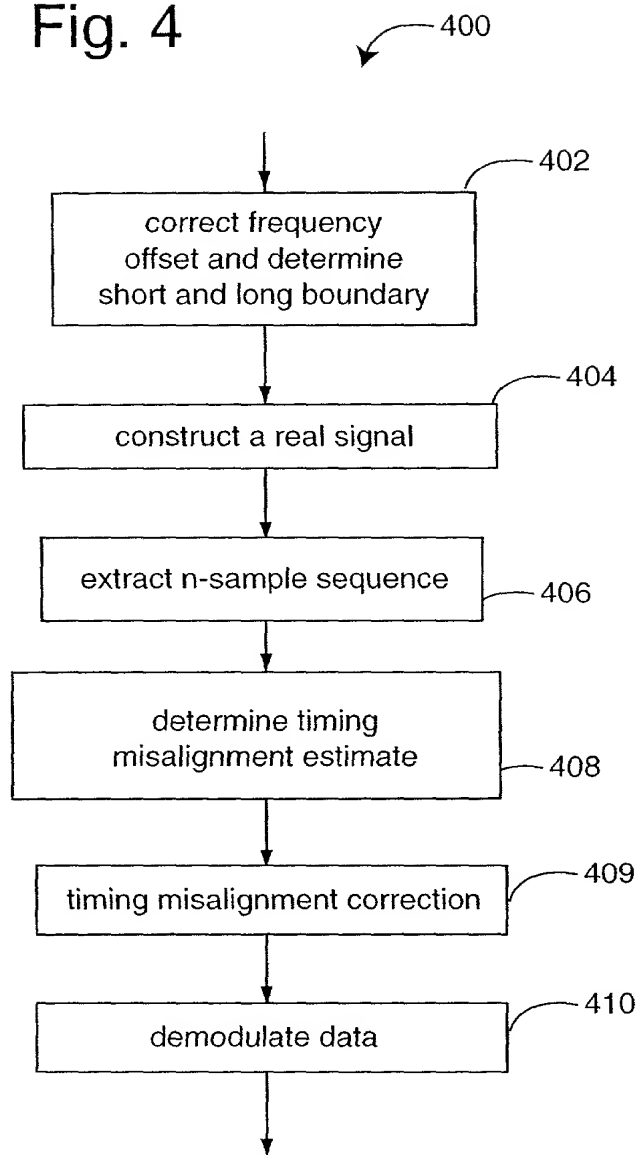 Fig. 4
400
402
correct frequency
offset and determine
short and long boundary
404
construct a real signal
extract n-sample sequence
406
determine timing
misalignment estimate
408
409
timing misalignment correction
410
demodulate data